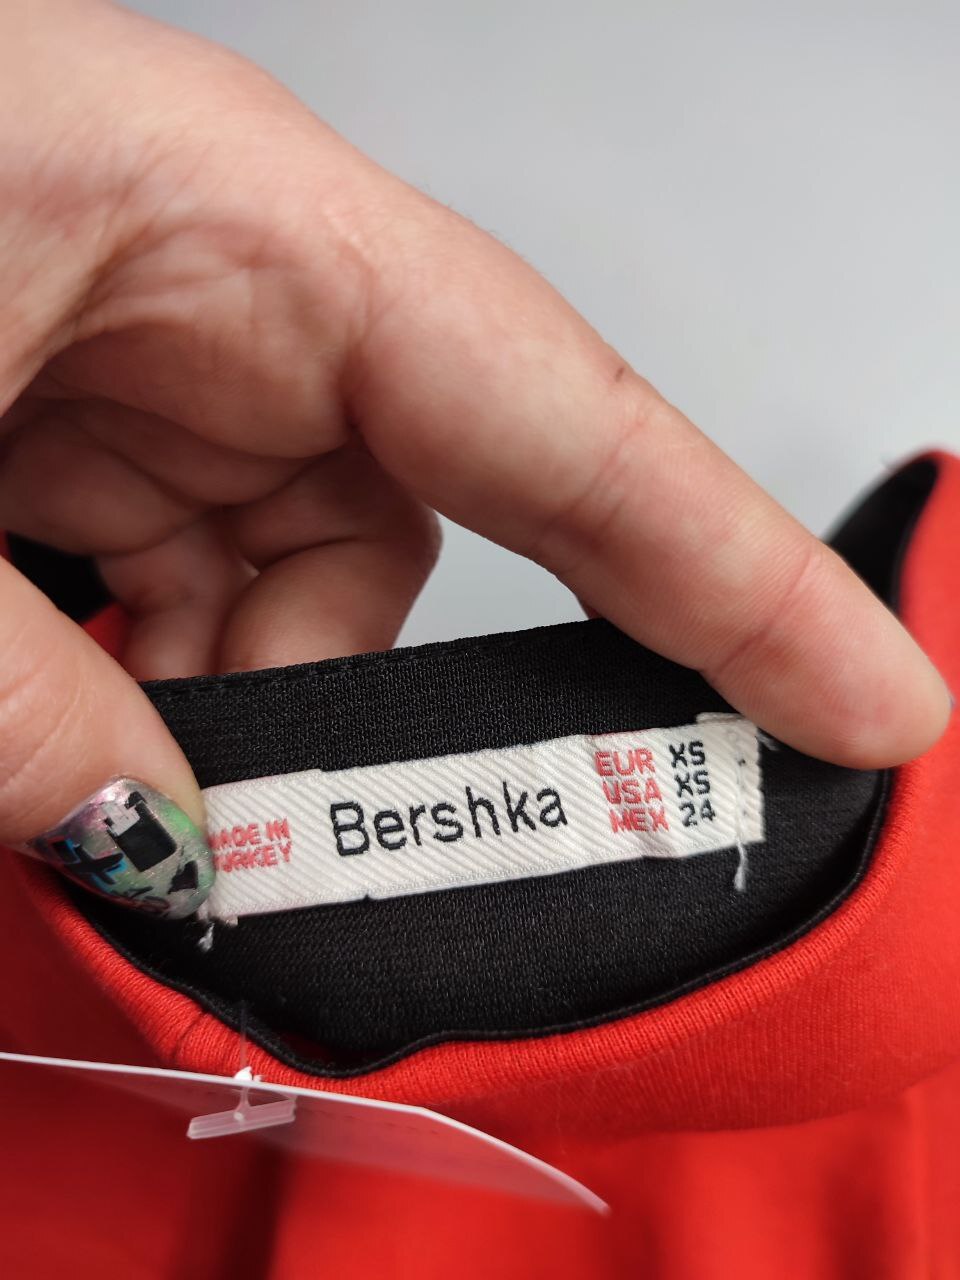 MADE IN
TURKEY
Bershka
EUR XS
USA XS
MEX 24